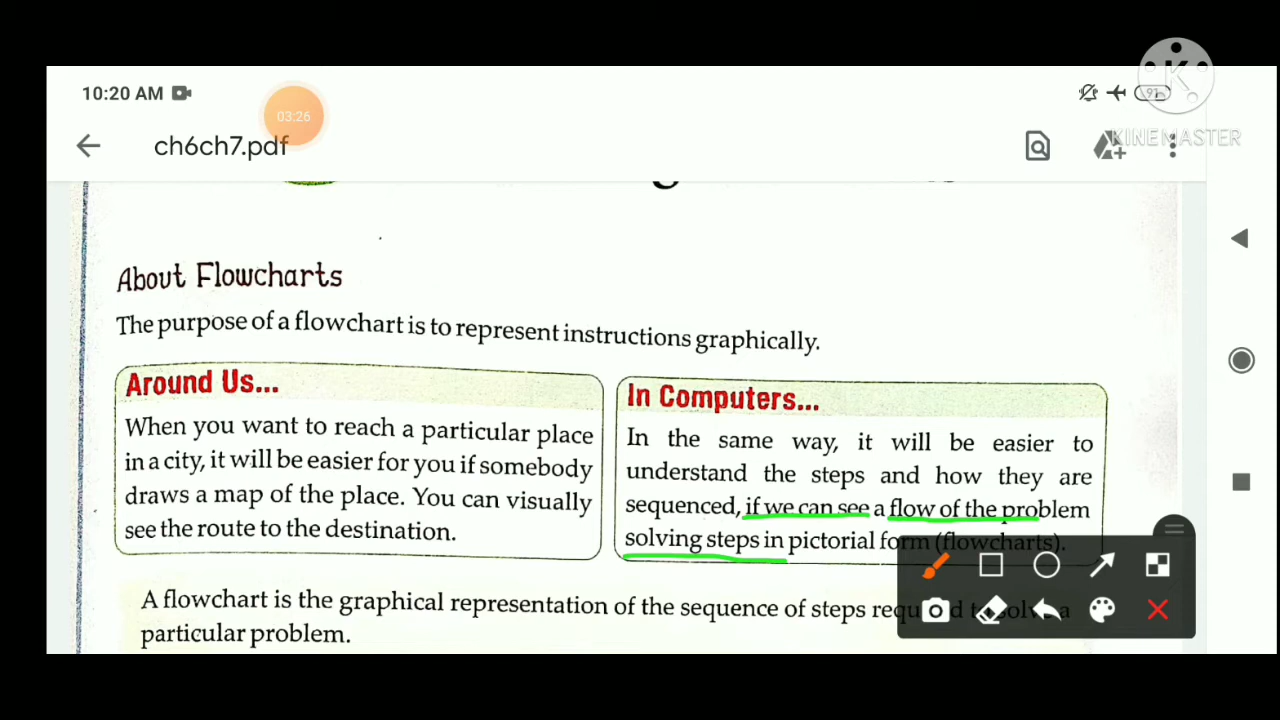 10:20 AM
03:26
91
ch6ch7.pdf
KINEMASTER
About Flowcharts
The purpose of a flowchart is to represent instructions graphically.
Around Us...
When you want to reach a particular place
in a city, it will be easier for you if somebody
draws a map of the place. You can visually
see the route to the destination.
In Computers...
In the same way, it will be easier to
understand the steps and how they are
sequenced, if we can see a flow of the problem
solving steps in pictorial form (flowcharts).
A flowchart is the graphical representation of the sequence of steps required to solve a
particular problem.